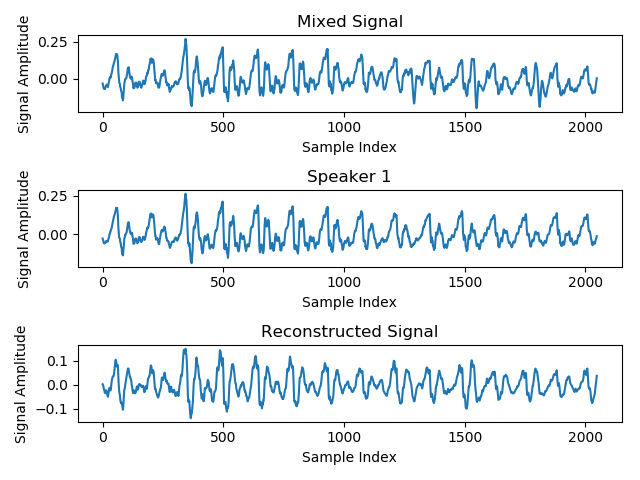 Mixed Signal
Signal Amplitude
0.25
0.00
0 500 1000 1500 2000
Sample Index
Speaker 1
Signal Amplitude
0.25
0.00
0 500 1000 1500 2000
Sample Index
Reconstructed Signal
Signal Amplitude
0.1
0.0
−0.1
0 500 1000 1500 2000
Sample Index